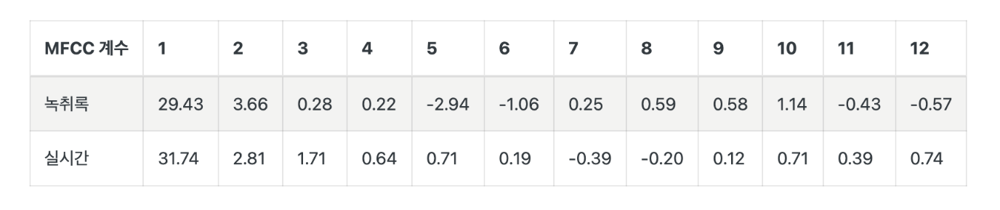 MFCC 계수 1 2 3 4 5 6 7 8 9 10 11 12
녹취록 29.43 3.66 0.28 0.22 -2.94 -1.06 0.25 0.59 0.58 1.14 -0.43 -0.57
실시간 31.74 2.81 1.71 0.64 0.71 0.19 -0.39 -0.20 0.12 0.71 0.39 0.74